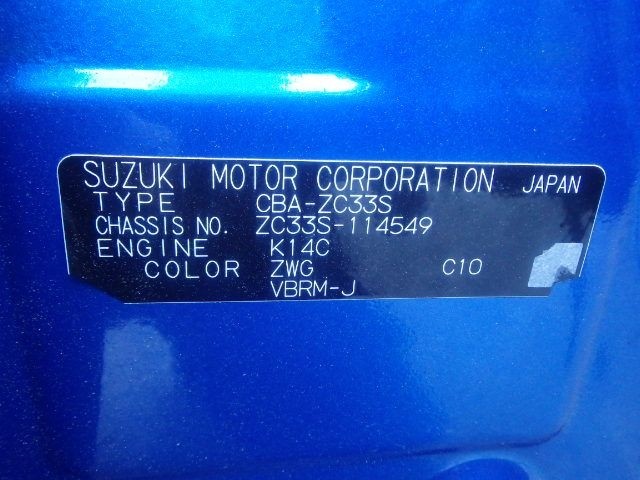 SUZUKI MOTOR CORPORATION JAPAN
TYPE CBA-ZC33S
CHASSIS NO. ZC33S-114549
ENGINE K14C
COLOR ZWG C10
VBRM-J